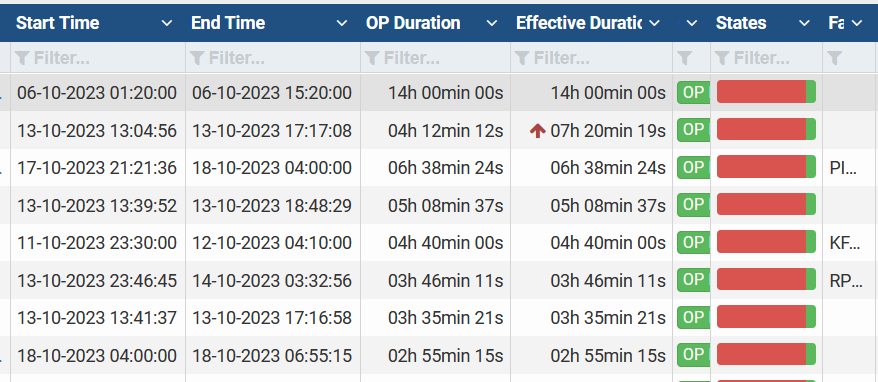 Start Time End Time OP Duration Effective Duratic States Fa
Filter... Filter... Filter... Filter... Filter...
06-10-2023 01:20:00 06-10-2023 15:20:00 14h 00min 00s 14h 00min 00s OP
13-10-2023 13:04:56 13-10-2023 17:17:08 04h 12min 12s 07h 20min 19s OP
17-10-2023 21:21:36 18-10-2023 04:00:00 06h 38min 24s 06h 38min 24s OP PI...
13-10-2023 13:39:52 13-10-2023 18:48:29 05h 08min 37s 05h 08min 37s OP
11-10-2023 23:30:00 12-10-2023 04:10:00 04h 40min 00s 04h 40min 00s OP KF...
13-10-2023 23:46:45 14-10-2023 03:32:56 03h 46min 11s 03h 46min 11s OP RP...
13-10-2023 13:41:37 13-10-2023 17:16:58 03h 35min 21s 03h 35min 21s OP
18-10-2023 04:00:00 18-10-2023 06:55:15 02h 55min 15s 02h 55min 15s OP